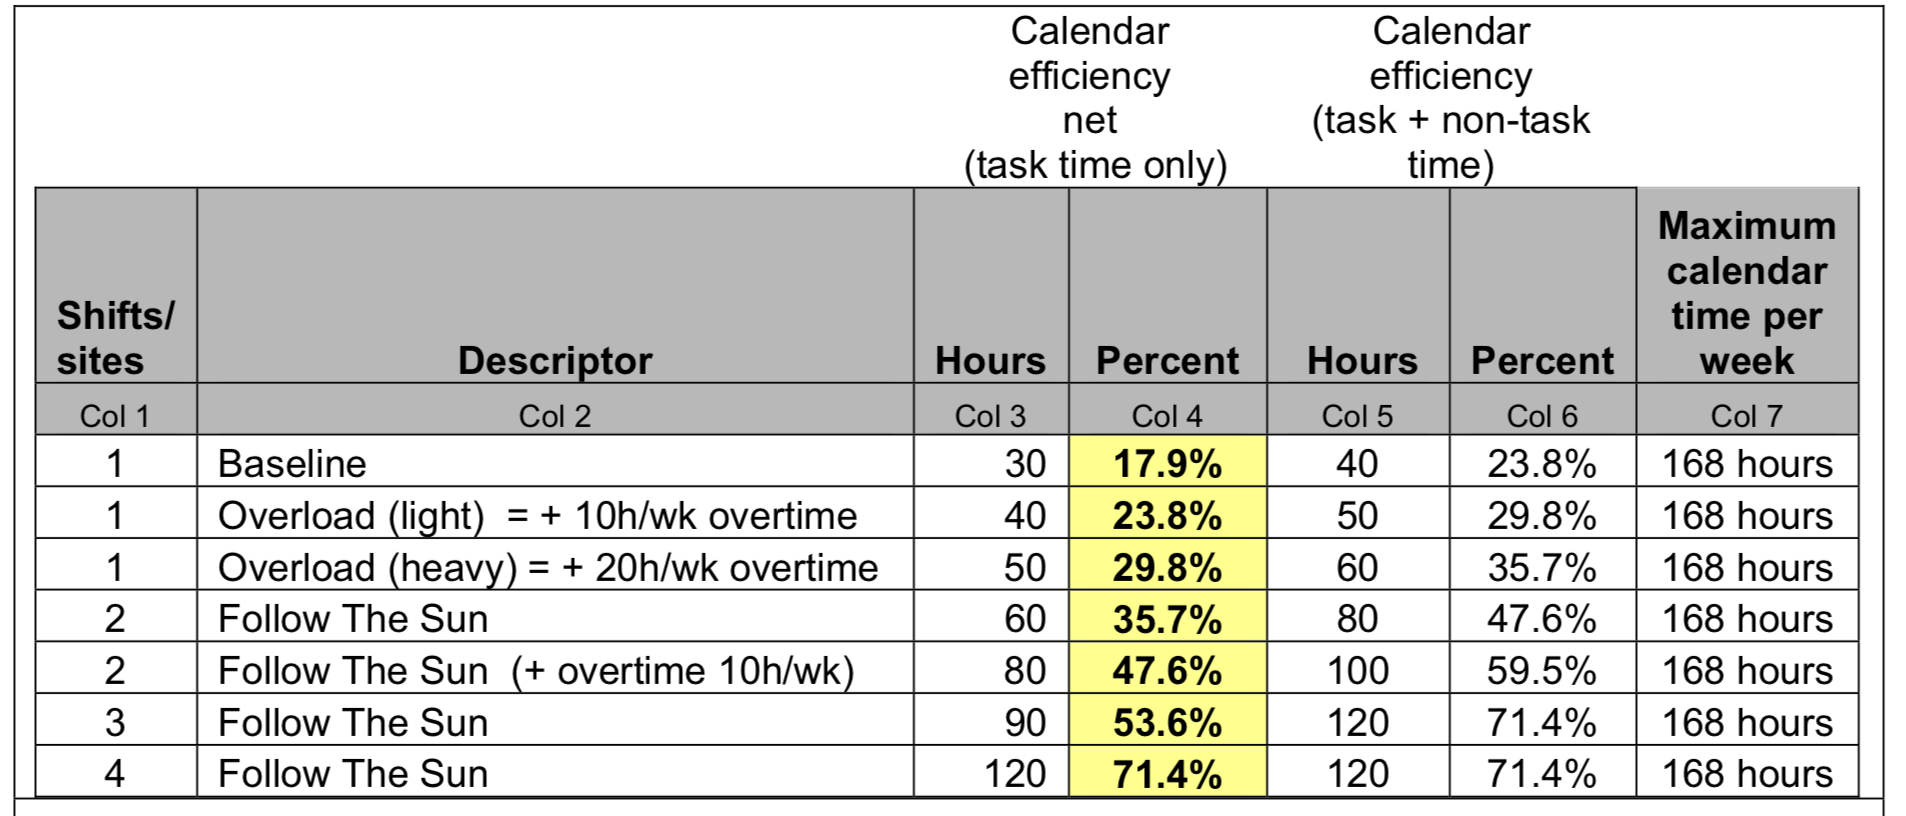 Calendar efficiency net (task time only) Calendar efficiency (task + non-task time)
Shifts/ sites Descriptor Hours Percent Hours Percent Maximum calendar time per week
Col 1 Col 2 Col 3 Col 4 Col 5 Col 6 Col 7
1 Baseline 30 17.9% 40 23.8% 168 hours
1 Overload (light) = + 10h/wk overtime 40 23.8% 50 29.8% 168 hours
1 Overload (heavy) = + 20h/wk overtime 50 29.8% 60 35.7% 168 hours
2 Follow The Sun 60 35.7% 80 47.6% 168 hours
2 Follow The Sun (+ overtime 10h/wk) 80 47.6% 100 59.5% 168 hours
3 Follow The Sun 90 53.6% 120 71.4% 168 hours
4 Follow The Sun 120 71.4% 120 71.4% 168 hours